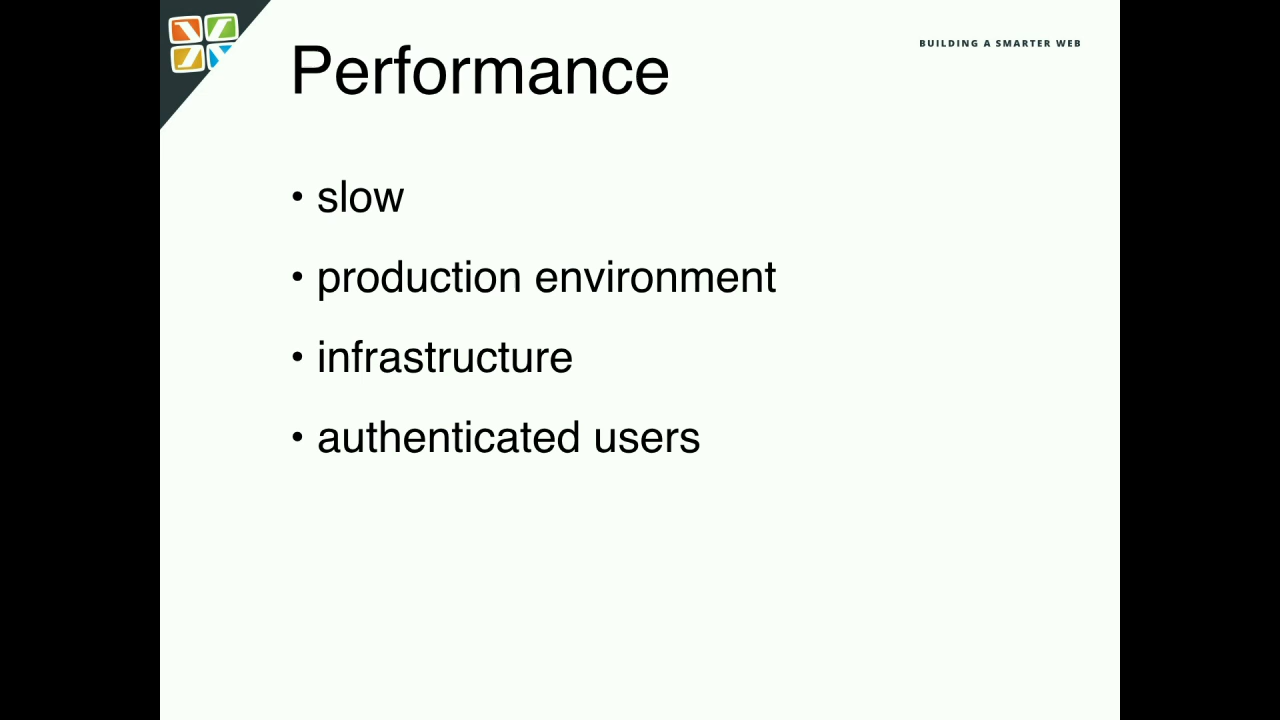 BUILDING A SMARTER WEB
Performance
• slow
• production environment
• infrastructure
• authenticated users